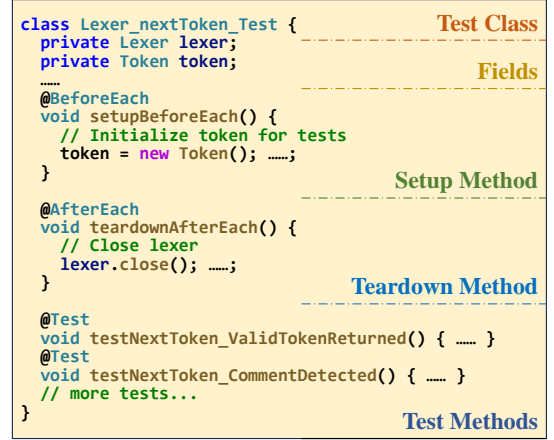 class Lexer_nextToken_Test { Test Class
private Lexer lexer;
private Token token;
…… Fields
@BeforeEach
void setupBeforeEach() {
// Initialize token for tests
token = new Token(); ……;
}
Setup Method
@AfterEach
void teardownAfterEach() {
// Close lexer
lexer.close(); ……;
} Teardown Method
@Test
void testNextToken_ValidTokenReturned() { …… }
@Test
void testNextToken_CommentDetected() { …… }
// more tests...
} Test Methods